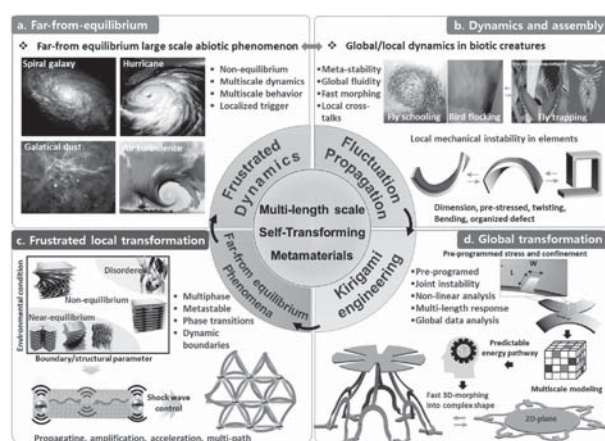 a. Far-from-equilibrium
❖ Far-from equilibrium large scale abiotic phenomenon
Spiral galaxy
Hurricane
Galatical dust
Air turbulence
• Non-equilibrium
• Multiscale dynamics
• Multiscale behavior
• Localized trigger
b. Dynamics and assembly
❖ Global/local dynamics in biotic creatures
• Meta-stability
• Global fluidity
• Fast morphing
• Local cross-
talks
Fly schooling
Bird flocking
Fly trapping
Local mechanical instability in elements
Dimension, pre-stressed, twisting,
Bending, organized defect
Frustrated
Dynamics
Fluctuation
Propagation
Multi-length scale
Self-Transforming
Metamaterials
Far-from equilibrium
Phenomena
Kirigami
engineering
c. Frustrated local transformation
Environmental condition
Disordered
Non-equilibrium
Near-equilibrium
Boundary/structural parameter
• Multiphase
• Metastable
• Phase transitions
• Dynamic
boundaries
Shock wave
control
Propagating, amplification, acceleration, multi-path
d. Global transformation
Pre-programmed stress and confinement
L
W
• Pre-programed
• Joint instability
• Non-linear analysis
• Multi-length response
• Global data analysis
Predictable
energy pathway
Multiscale modeling
Fast 3D-morphing
into complex shape
2D-plane